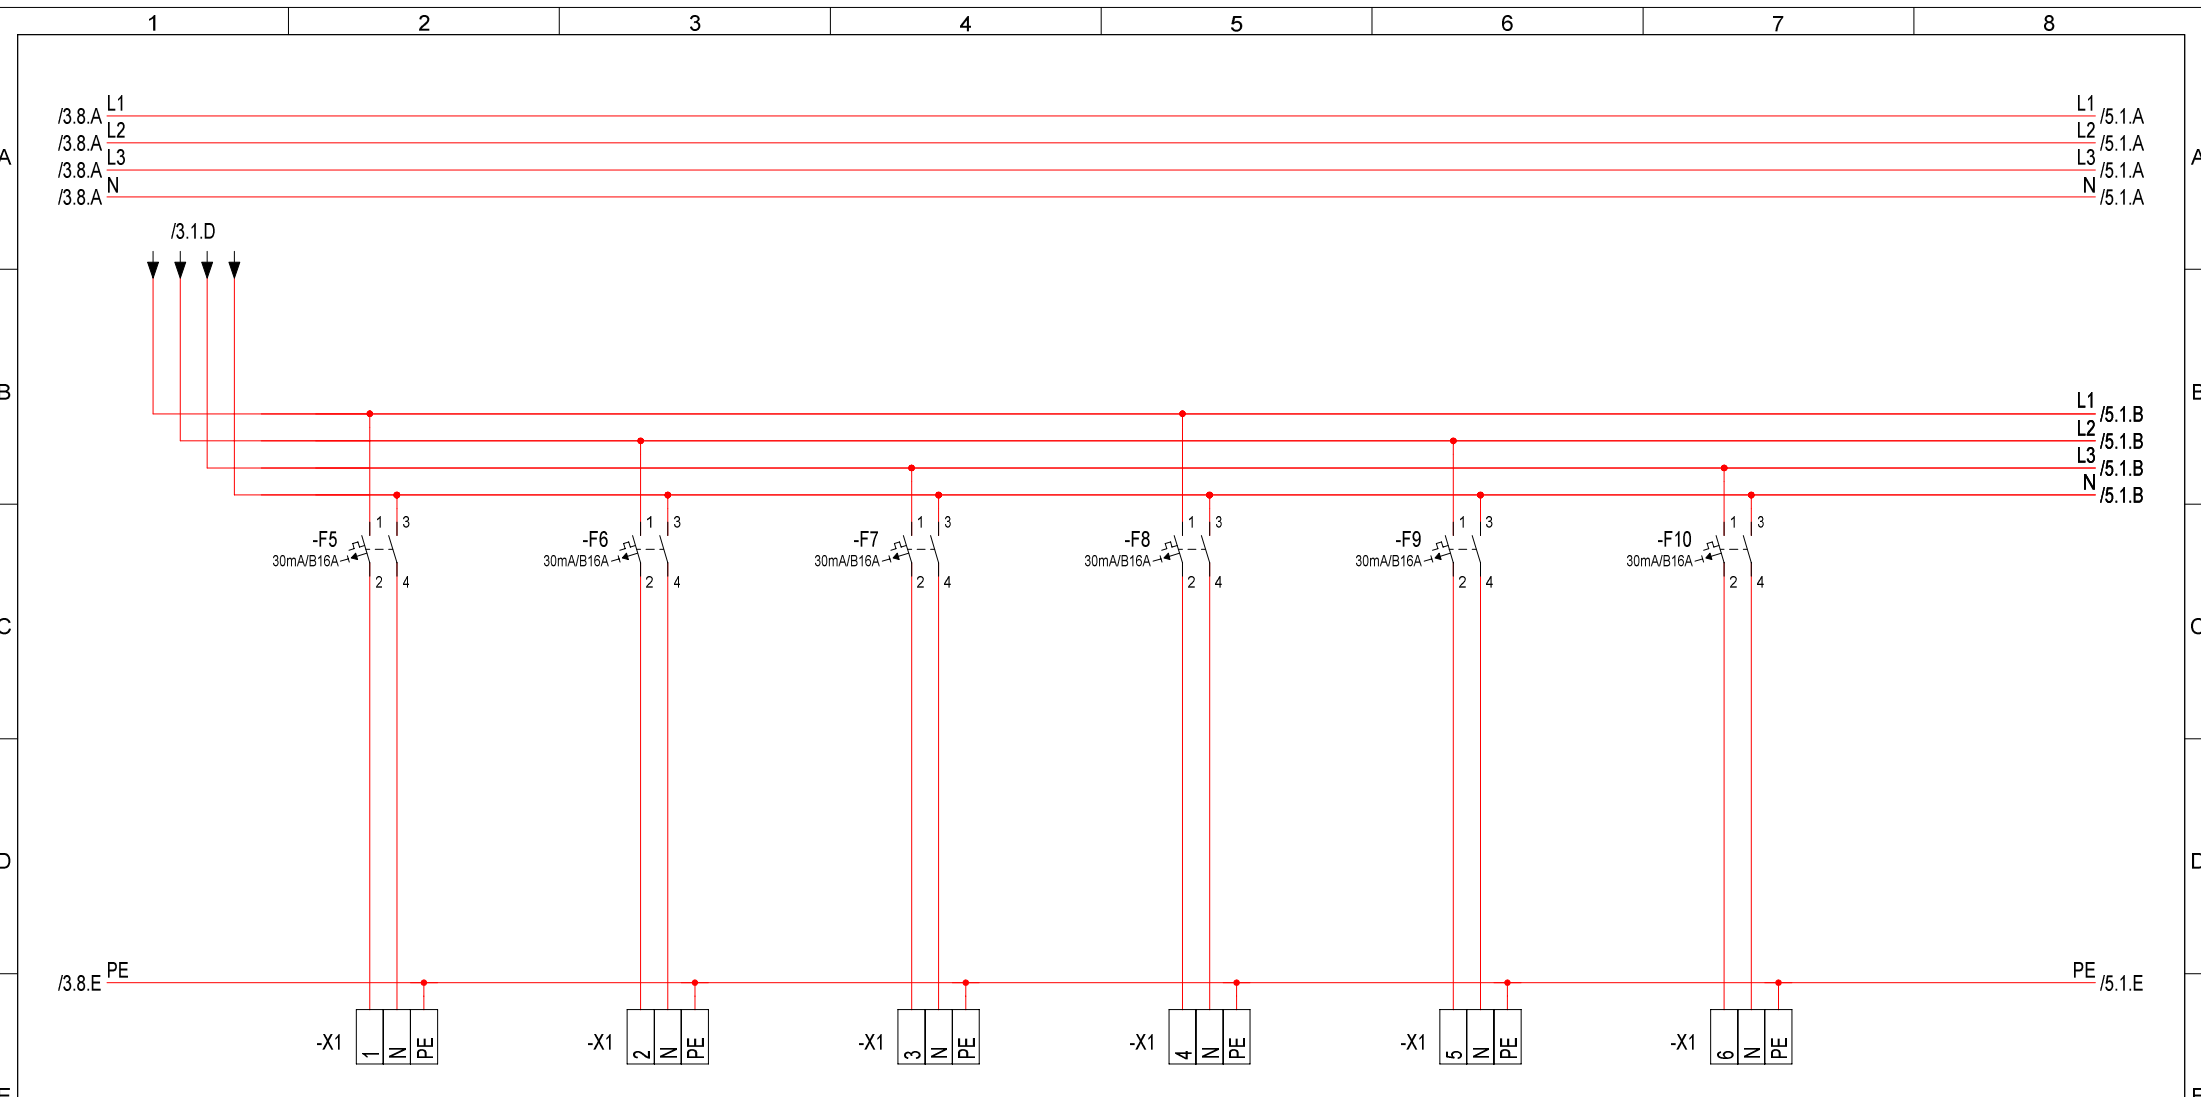 1 2 3 4 5 6 7 8
L1 L1
/3.8.A /5.1.A
L2 L2
/3.8.A /5.1.A
A A
L3 L3
/3.8.A /5.1.A
N N
/3.8.A /5.1.A
/3.1.D
B B
L1 /5.1.B
L2 /5.1.B
L3 /5.1.B
N /5.1.B
1 3 1 3 1 3 1 3 1 3 1 3
-F5 -F6 -F7 -F8 -F9 -F10
30mA/B16A 30mA/B16A 30mA/B16A 30mA/B16A 30mA/B16A 30mA/B16A
2 4 2 4 2 4 2 4 2 4 2 4
C C
D D
PE PE
/3.8.E /5.1.E
-X1 1 N PE -X1 2 N PE -X1 3 N PE -X1 4 N PE -X1 5 N PE -X1 6 N PE